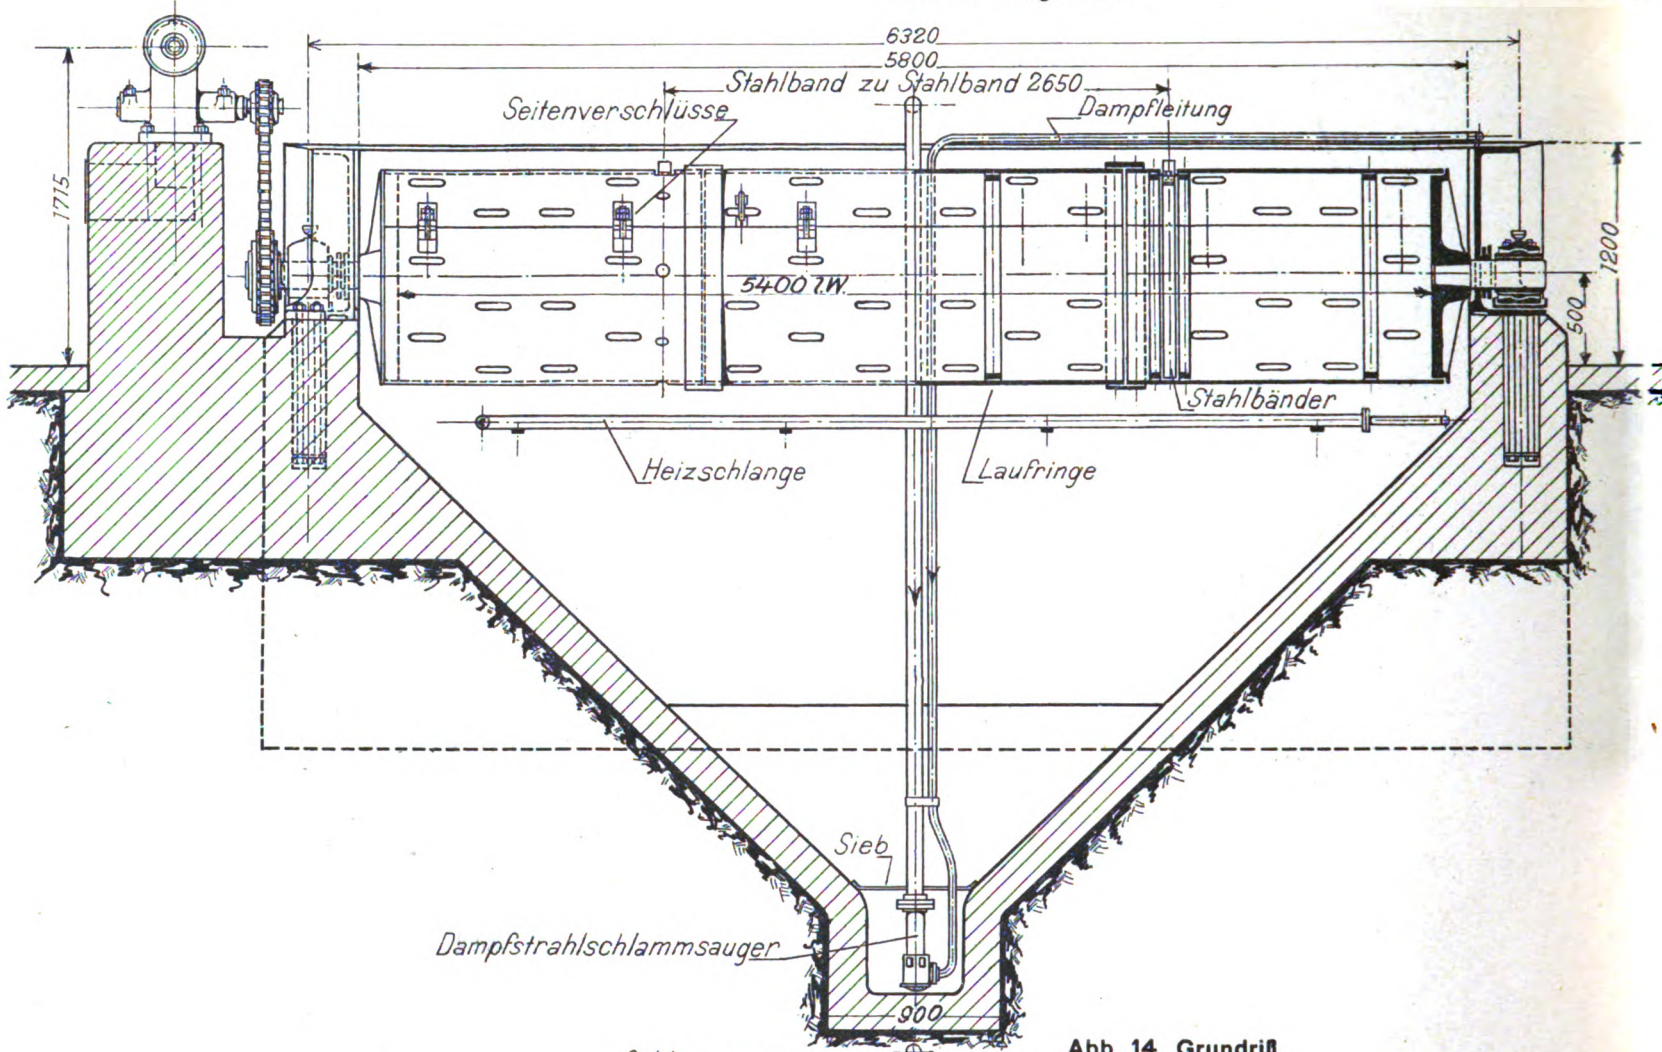 6320
5800
Stahlband zu Stahlband 2650
Seitenverschlüsse
Dampfleitung
1775
1200
5400 l.W.
500
Stahlbänder
Heizschlange
Laufringe
Sieb
Dampfstrahlschlammsauger
900
Abb. 14. Grundriß